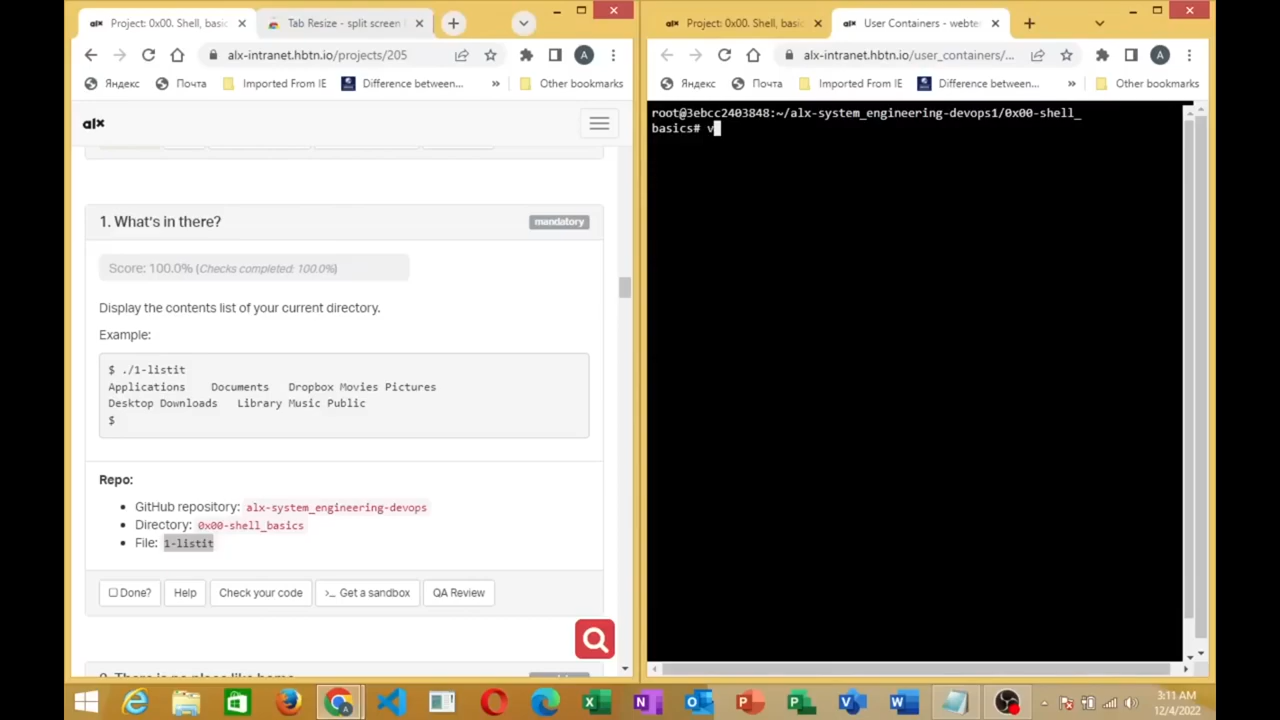 Project: 0x00. Shell, basic
Tab Resize - split screen
alx-intranet.hbtn.io/projects/205
Яндекс
Почта
Imported From IE
Difference between...
»
Other bookmarks
alx
1. What's in there?
mandatory
Score: 100.0% (Checks completed: 100.0%)
Display the contents list of your current directory.
Example:
$ ./1-listit
Applications    Documents   Dropbox Movies Pictures
Desktop Downloads   Library Music Public
$
Repo:
GitHub repository: alx-system_engineering-devops
Directory: 0x00-shell_basics
File: 1-listit
Done?
Help
Check your code
>_ Get a sandbox
QA Review
Project: 0x00. Shell, basic
User Containers - webte
alx-intranet.hbtn.io/user_containers/...
Яндекс
Почта
Imported From IE
Difference between...
»
Other bookmarks
root@3ebcc2403848:~/alx-system_engineering-devops1/0x00-shell_
basics# v
3:11 AM
12/4/2022